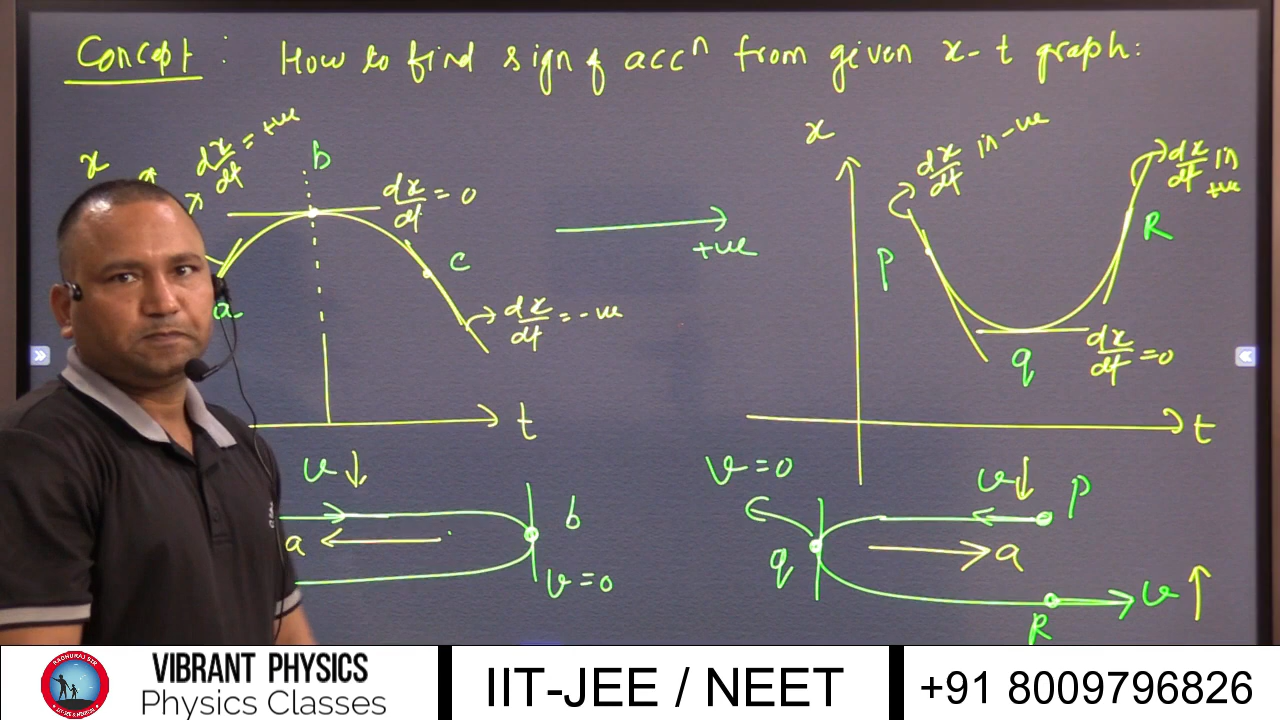 Concept : How to find sign of accⁿ from given x-t graph:
x
dx/dt = +ve
b
dx/dt = 0
a
c
dx/dt = -ve
t
+ve
x
dx/dt in -ve
dx/dt in +ve
P
R
q
dx/dt = 0
t
v↓
a
b
v = 0
v = 0
v↓
P
q
a
v↑
R
RAGHURAJ SIR
VIBRANT PHYSICS
Physics Classes
IIT-JEE / NEET
+91 8009796826